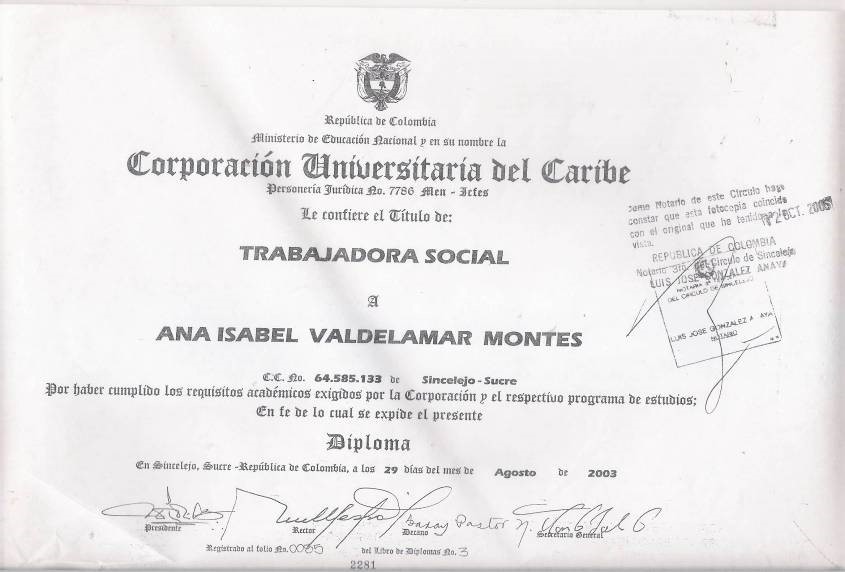 República de Colombia
Ministerio de Educación Nacional y en su nombre la
Corporación Universitaria del Caribe
Personería Jurídica No. 7786 Men - Icfes
Le confiere el Título de:
TRABAJADORA SOCIAL
A
ANA ISABEL VALDELAMAR MONTES
C.C. No. 64.585.133 de Sincelejo - Sucre
Por haber cumplido los requisitos académicos exigidos por la Corporación y el respectivo programa de estudios;
En fe de lo cual se expide el presente
Diploma
En Sincelejo, Sucre - República de Colombia, a los 29 días del mes de Agosto de 2003
Presidente
Rector
Decano
Secretario General
Registrado al folio No. 0085 del Libro de Diplomas No. 3
2281
como Notario de este Circulo hago
constar que esta fotocopia coincide
con el original que he tenido a la
vista.
2 OCT. 2005
REPUBLICA DE COLOMBIA
Notario 3ro. del Circulo de Sincelejo
LUIS JOSE GONZALEZ ANAYA
NOTARIA
DEL CIRCULO DE SINCELEJO
LUIS JOSE GONZALEZ A AYA
NOTARIO